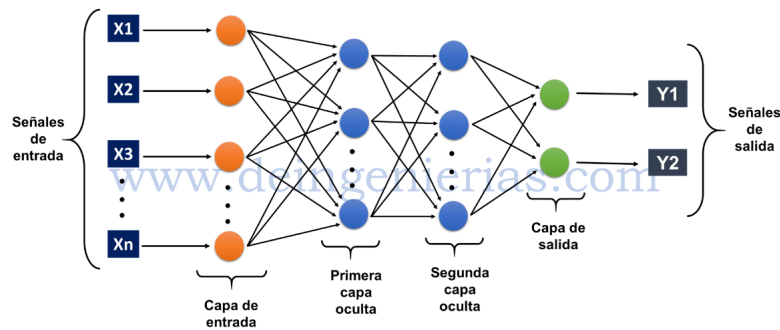 X1
X2
X3
Xn
Señales
de
entrada
Y1
Y2
Señales
de
salida
www.deingenierias.com
Capa de
entrada
Primera
capa
oculta
Segunda
capa
oculta
Capa de
salida